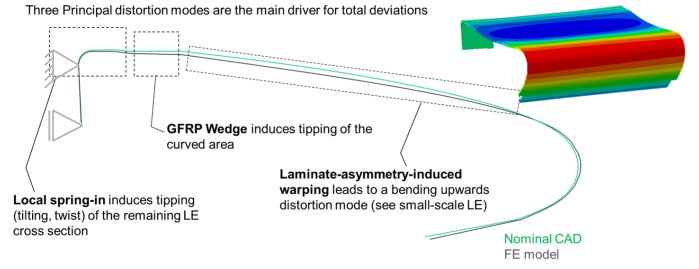 Three Principal distortion modes are the main driver for total deviations
GFRP Wedge induces tipping of the
curved area
Laminate-asymmetry-induced
warping leads to a bending upwards
distortion mode (see small-scale LE)
Local spring-in induces tipping
(tilting, twist) of the remaining LE
cross section
Nominal CAD
FE model